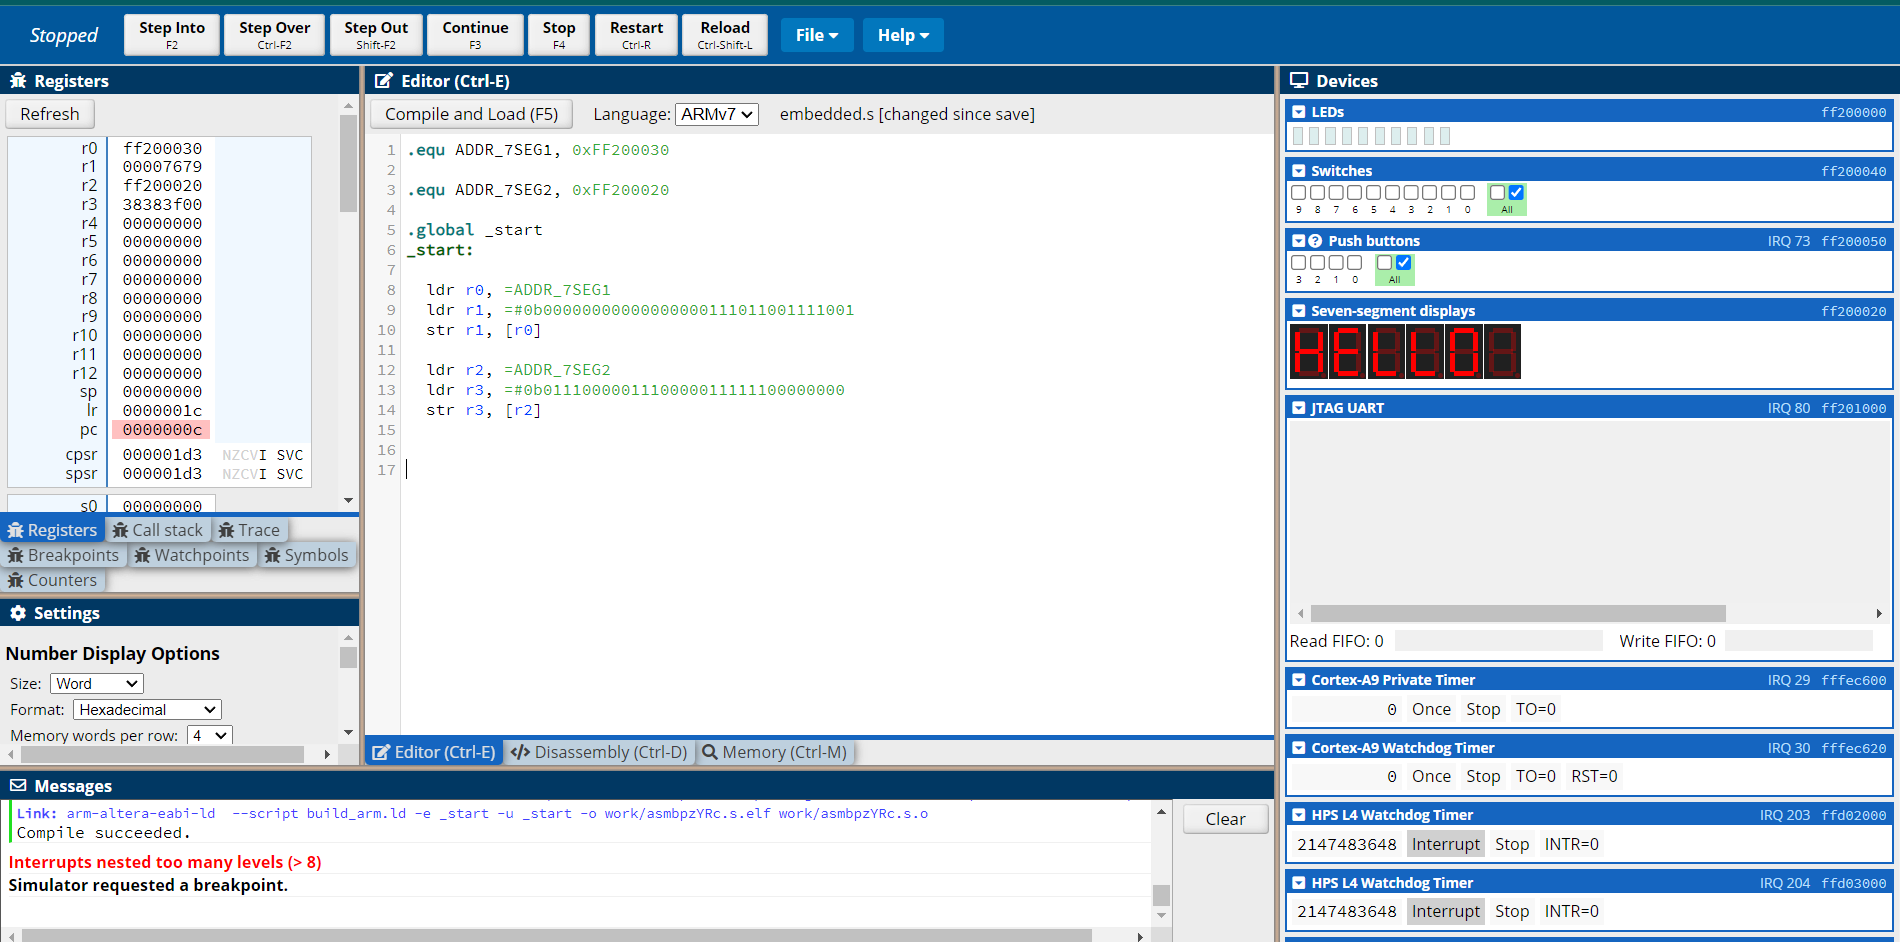 Stopped
Step Into
F2
Step Over
Ctrl-F2
Step Out
Shift-F2
Continue
F3
Stop
F4
Restart
Ctrl-R
Reload
Ctrl-Shift-L
File
Help
Registers
Refresh
r0 ff200030
r1 00007679
r2 ff200020
r3 38383f00
r4 00000000
r5 00000000
r6 00000000
r7 00000000
r8 00000000
r9 00000000
r10 00000000
r11 00000000
r12 00000000
sp 00000000
lr 0000001c
pc 0000000c
cpsr 000001d3 NZCVI SVC
spsr 000001d3 NZCVI SVC
s0 00000000
Registers Call stack Trace
Breakpoints Watchpoints Symbols
Counters
Settings
Number Display Options
Size: Word
Format: Hexadecimal
Memory words per row: 4
Editor (Ctrl-E)
Compile and Load (F5) Language: ARMv7 embedded.s [changed since save]
1 .equ ADDR_7SEG1, 0xFF200030
2
3 .equ ADDR_7SEG2, 0xFF200020
4
5 .global _start
6 _start:
7
8 ldr r0, =ADDR_7SEG1
9 ldr r1, =#0b00000000000000000111011001111001
10 str r1, [r0]
11
12 ldr r2, =ADDR_7SEG2
13 ldr r3, =#0b0111000001110000011111100000000
14 str r3, [r2]
15
16
17
Editor (Ctrl-E) Disassembly (Ctrl-D) Memory (Ctrl-M)
Messages
Link: arm-altera-eabi-ld --script build_arm.ld -e _start -u _start -o work/asmbpzYRc.s.elf work/asmbpzYRc.s.o
Compile succeeded.
Interrupts nested too many levels (> 8)
Simulator requested a breakpoint.
Clear
Devices
LEDs ff200000
Switches ff200040
9 8 7 6 5 4 3 2 1 0 All
Push buttons IRQ 73 ff200050
3 2 1 0 All
Seven-segment displays ff200020
HELLO
JTAG UART IRQ 80 ff201000
Read FIFO: 0 Write FIFO: 0
Cortex-A9 Private Timer IRQ 29 fffec600
0 Once Stop TO=0
Cortex-A9 Watchdog Timer IRQ 30 fffec620
0 Once Stop TO=0 RST=0
HPS L4 Watchdog Timer IRQ 203 ffd02000
2147483648 Interrupt Stop INTR=0
HPS L4 Watchdog Timer IRQ 204 ffd03000
2147483648 Interrupt Stop INTR=0